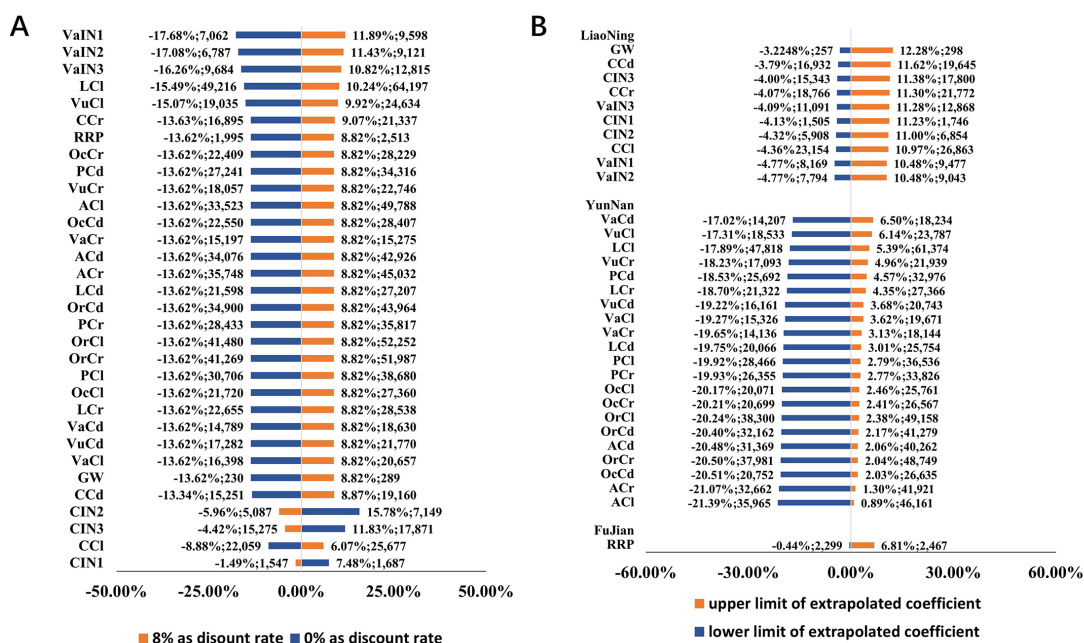 A
VaIN1 -17.68%;7,062 11.89%;9,598
VaIN2 -17.08%;6,787 11.43%;9,121
VaIN3 -16.26%;9,684 10.82%;12,815
LCl -15.49%;49,216 10.24%;64,197
VuCl -15.07%;19,035 9.92%;24,634
CCr -13.63%;16,895 9.07%;21,337
RRP -13.62%;1,995 8.82%;2,513
OcCr -13.62%;22,409 8.82%;28,229
PCd -13.62%;27,241 8.82%;34,316
VuCr -13.62%;18,057 8.82%;22,746
ACl -13.62%;33,523 8.82%;49,788
OcCd -13.62%;22,550 8.82%;28,407
VaCr -13.62%;15,197 8.82%;15,275
ACd -13.62%;34,076 8.82%;42,926
ACr -13.62%;35,748 8.82%;45,032
LCd -13.62%;21,598 8.82%;27,207
OrCd -13.62%;34,900 8.82%;43,964
PCr -13.62%;28,433 8.82%;35,817
OrCl -13.62%;41,480 8.82%;52,252
OrCr -13.62%;41,269 8.82%;51,987
PCl -13.62%;30,706 8.82%;38,680
OcCl -13.62%;21,720 8.82%;27,360
LCr -13.62%;22,655 8.82%;28,538
VaCd -13.62%;14,789 8.82%;18,630
VuCd -13.62%;17,282 8.82%;21,770
VaCl -13.62%;16,398 8.82%;20,657
GW -13.62%;230 8.82%;289
CCd -13.34%;15,251 8.87%;19,160
CIN2 -5.96%;5,087 15.78%;7,149
CIN3 -4.42%;15,275 11.83%;17,871
CCl -8.88%;22,059 6.07%;25,677
CIN1 -1.49%;1,547 7.48%;1,687
-50.00% -25.00% 0.00% 25.00% 50.00%
8% as disount rate 0% as discount rate
B
LiaoNing
GW -3.2248%;257 12.28%;298
CCd -3.79%;16,932 11.62%;19,645
CIN3 -4.00%;15,343 11.38%;17,800
CCr -4.07%;18,766 11.30%;21,772
VaIN3 -4.09%;11,091 11.28%;12,868
CIN1 -4.13%;1,505 11.23%;1,746
CIN2 -4.32%;5,908 11.00%;6,854
CCl -4.36%;23,154 10.97%;26,863
VaIN1 -4.77%;8,169 10.48%;9,477
VaIN2 -4.77%;7,794 10.48%;9,043
YunNan
VaCd -17.02%;14,207 6.50%;18,234
VuCl -17.31%;18,533 6.14%;23,787
LCl -17.89%;47,818 5.39%;61,374
VuCr -18.23%;17,093 4.96%;21,939
PCd -18.53%;25,692 4.57%;32,976
LCr -18.70%;21,322 4.35%;27,366
VuCd -19.22%;16,161 3.68%;20,743
VaCl -19.27%;15,326 3.62%;19,671
VaCr -19.65%;14,136 3.13%;18,144
LCd -19.75%;20,066 3.01%;25,754
PCl -19.92%;28,466 2.79%;36,536
PCr -19.93%;26,355 2.77%;33,826
OcCl -20.17%;20,071 2.46%;25,761
OcCr -20.21%;20,699 2.41%;26,567
OrCl -20.24%;38,300 2.38%;49,158
OrCd -20.40%;32,162 2.17%;41,279
ACd -20.48%;31,369 2.06%;40,262
OrCr -20.50%;37,981 2.04%;48,749
OcCd -20.51%;20,752 2.03%;26,635
ACr -21.07%;32,662 1.30%;41,921
ACl -21.39%;35,965 0.89%;46,161
FuJian
RRP -0.44%;2,299 6.81%;2,467
-60.00% -30.00% 0.00% 30.00% 60.00%
upper limit of extrapolated coefficient
lower limit of extrapolated coefficient